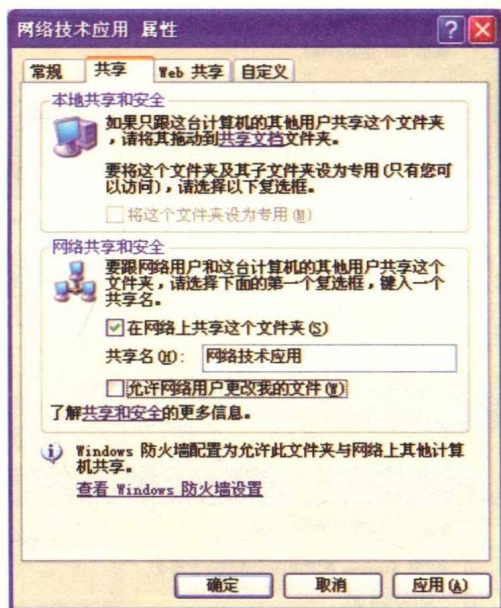 网络技术应用 属性
常规 共享 Web 共享 自定义
本地共享和安全
如果只跟这台计算机的其他用户共享这个文件夹
，请将其拖动到共享文档文件夹。
要将这个文件夹及其子文件夹设为专用(只有您可
以访问)，请选择以下复选框。
将这个文件夹设为专用(M)
网络共享和安全
要跟网络用户和这台计算机的其他用户共享这个
文件夹，请选择下面的第一个复选框，键入一个
共享名。
在网络上共享这个文件夹(S)
共享名(H): 网络技术应用
允许网络用户更改我的文件(W)
了解共享和安全的更多信息。
Windows 防火墙配置为允许此文件夹与网络上其他计算
机共享。
查看 Windows 防火墙设置
确定 取消 应用(A)